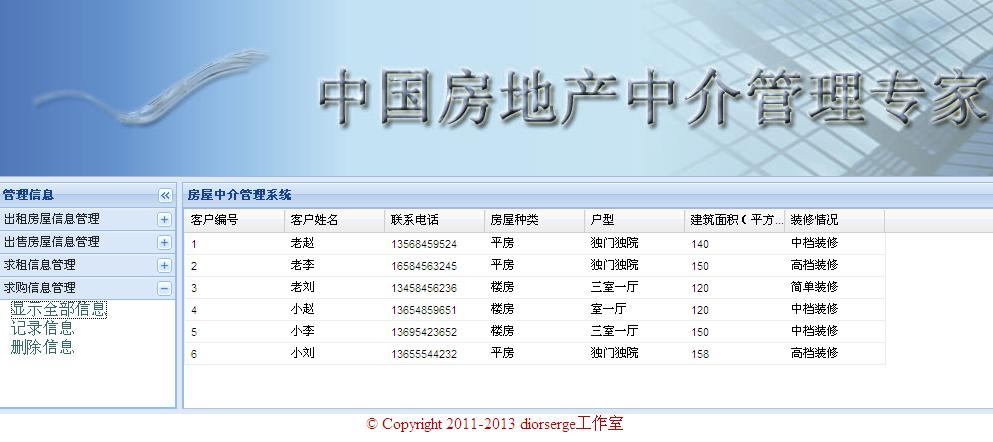 中国房地产中介管理专家
管理信息
出租房屋信息管理
出售房屋信息管理
求租信息管理
求购信息管理
显示全部信息
记录信息
删除信息
房屋中介管理系统
客户编号 客户姓名 联系电话 房屋种类 户型 建筑面积(平方... 装修情况
1 老赵 13568459524 平房 独门独院 140 中档装修
2 老李 16584563245 平房 独门独院 150 高档装修
3 老刘 13458456236 楼房 三室一厅 120 简单装修
4 小赵 13654859651 楼房 室一厅 120 中档装修
5 小李 13695423652 楼房 三室一厅 150 中档装修
6 小刘 13655544232 平房 独门独院 158 高档装修
© Copyright 2011-2013 diorserge工作室